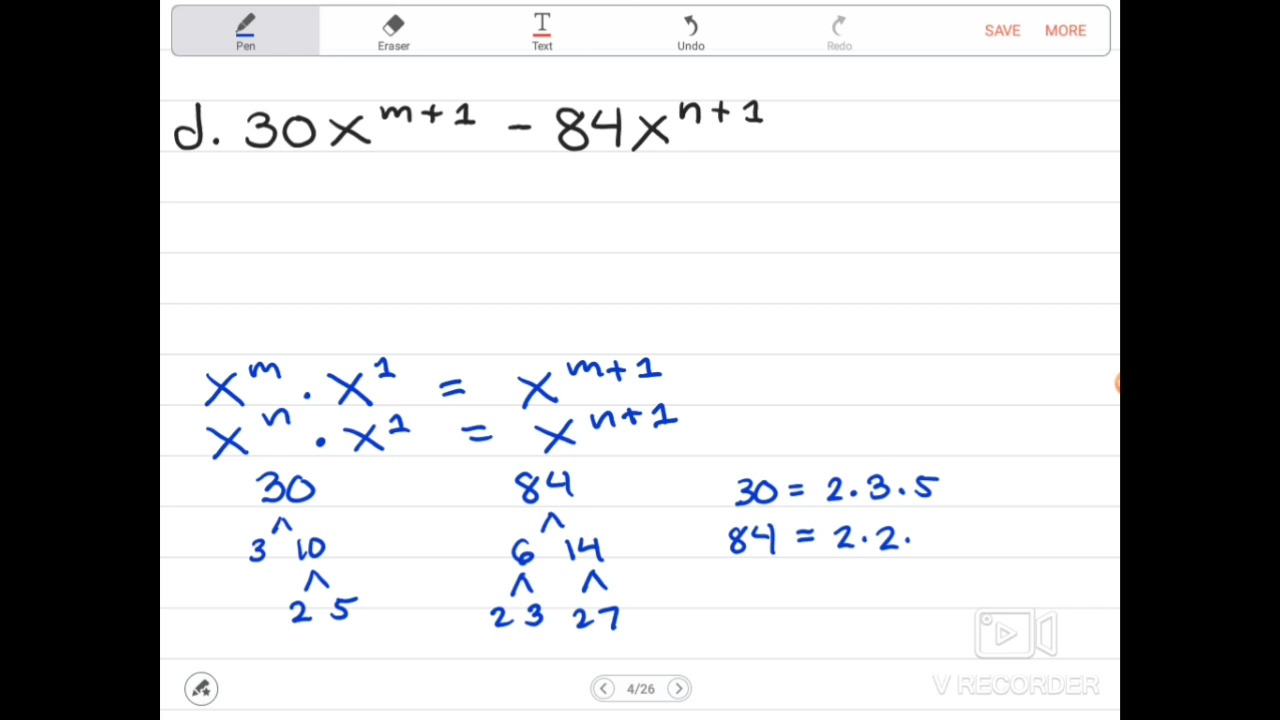 Pen Eraser Text Undo Redo SAVE MORE
d. 30x^{m+1} - 84x^{n+1}
x^m · x^1 = x^{m+1}
x^n · x^1 = x^{n+1}
30 84 30 = 2·3·5
3 10 6 14 84 = 2·2·
2 5 2 3 2 7
4/26
V RECORDER